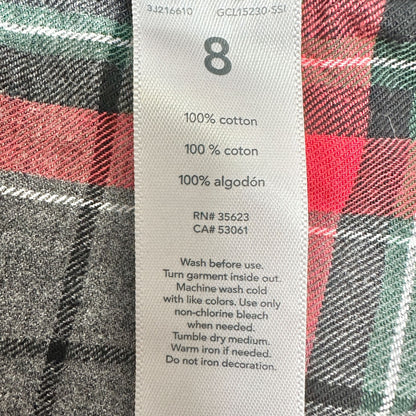 3J216610 GCL15230-SSI
8
100% cotton
100 % coton
100% algodón
RN# 35623
CA# 53061
Wash before use.
Turn garment inside out.
Machine wash cold
with like colors. Use only
non-chlorine bleach
when needed.
Tumble dry medium.
Warm iron if needed.
Do not iron decoration.